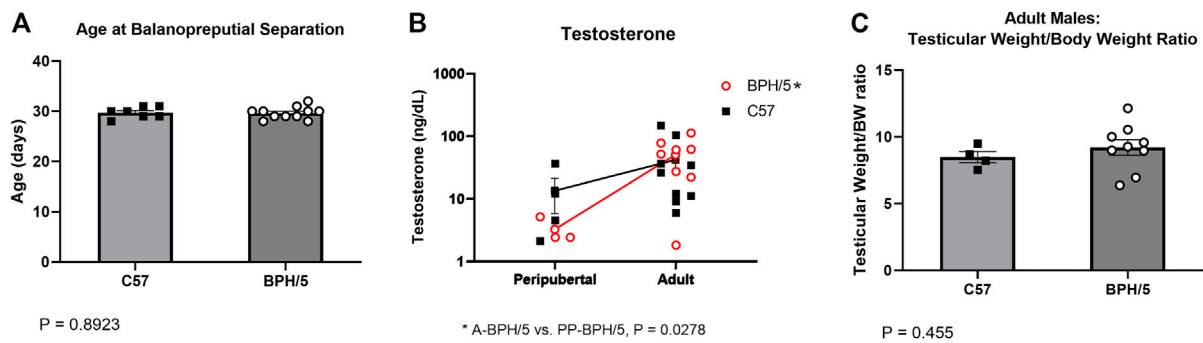 A
Age at Balanopreputial Separation
Age (days)
40
30
20
10
0
C57
BPH/5
P = 0.8923
B
Testosterone
Testosterone (ng/dL)
1000
100
10
1
Peripubertal
Adult
BPH/5*
C57
* A-BPH/5 vs. PP-BPH/5, P = 0.0278
C
Adult Males:
Testicular Weight/Body Weight Ratio
Testicular Weight/BW ratio
15
10
5
0
C57
BPH/5
P = 0.455